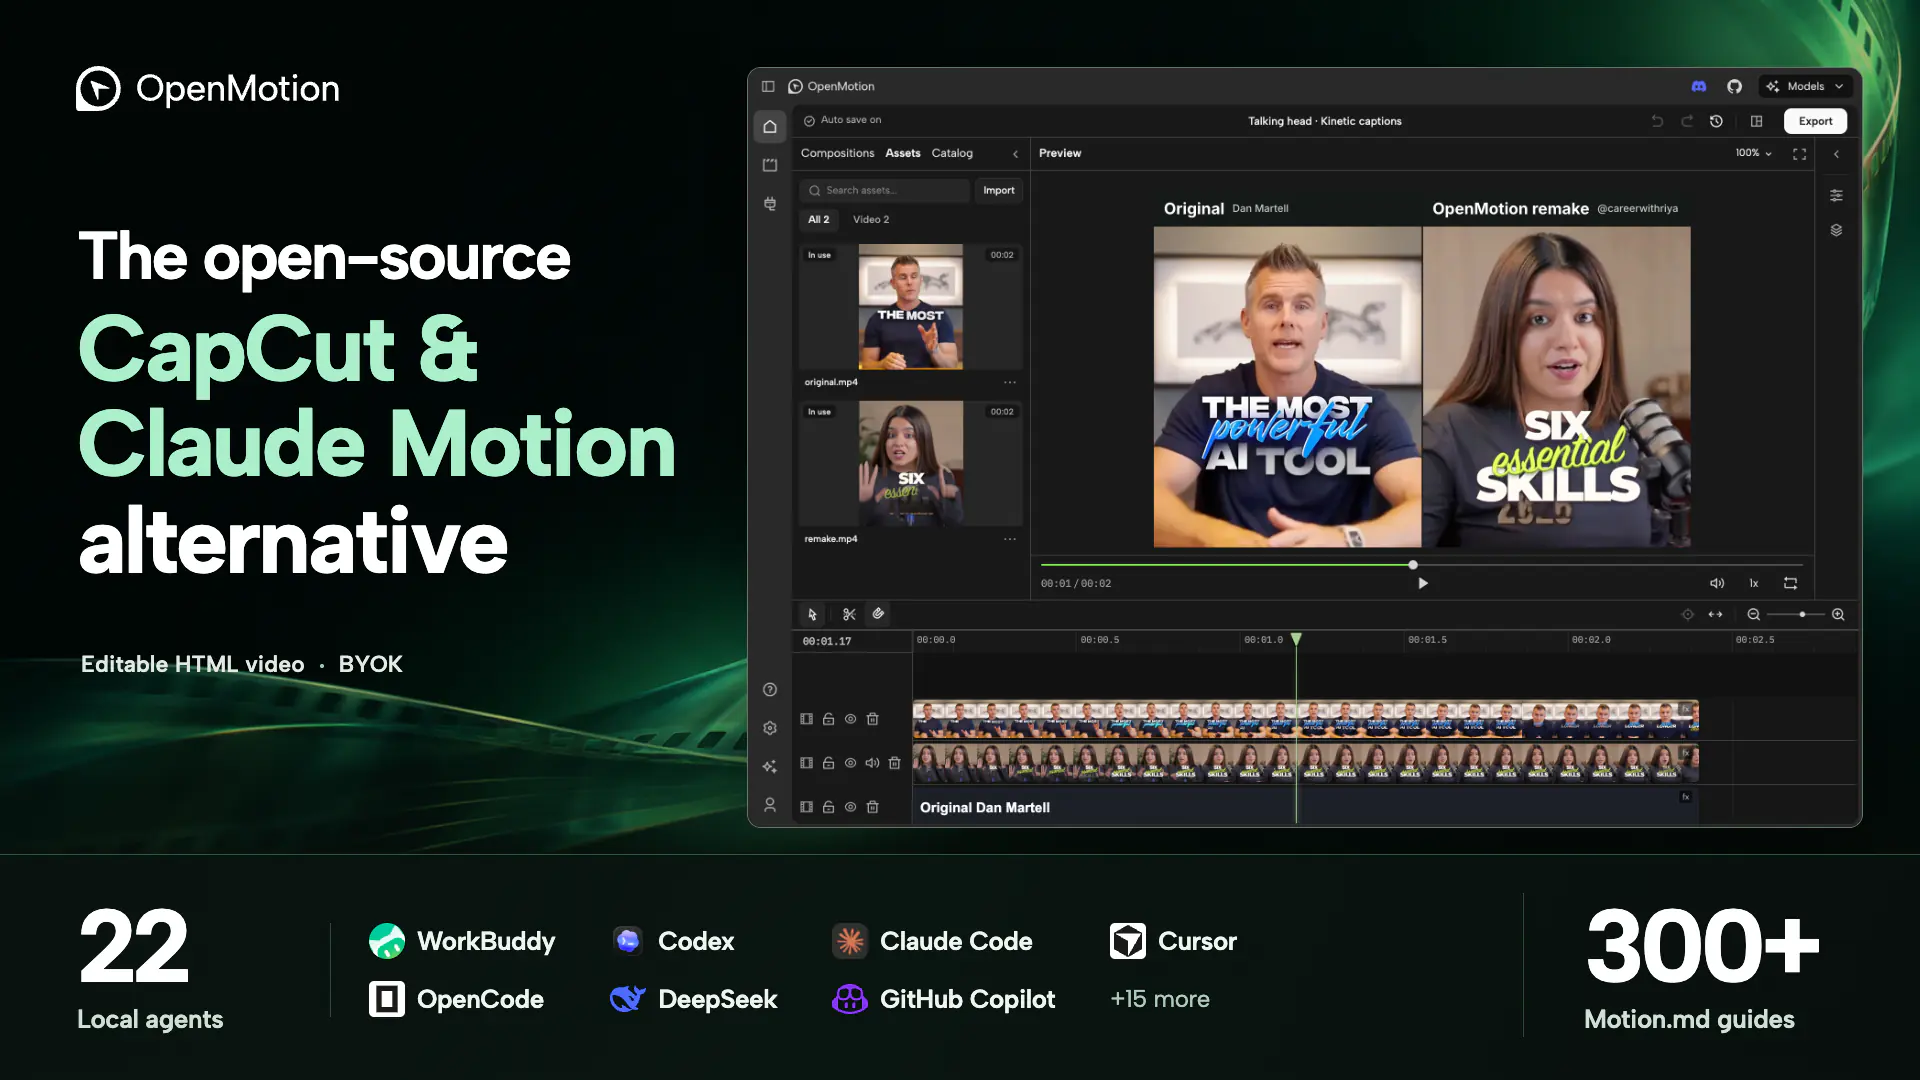 OpenMotion
The open-source
CapCut &
Claude Motion
alternative
Editable HTML video · BYOK
OpenMotion
Models
Auto save on
Talking head · Kinetic captions
Export
Compositions Assets Catalog
Preview
100%
Search assets...
Import
All 2 Video 2
In use 00:02
THE MOST
original.mp4
In use 00:02
SIX
essen
remake.mp4
Original Dan Martell
OpenMotion remake @careerwithriya
THE MOST
powerful
AI TOOL
SIX
essential
SKILLS
2026
00:01 / 00:02
1x
00:01.17
00:00.0 00:00.5 00:01.0 00:01.5 00:02.0 00:02.5
fx
fx
Original Dan Martell
fx
22
Local agents
WorkBuddy
Codex
Claude Code
Cursor
OpenCode
DeepSeek
GitHub Copilot
+15 more
300+
Motion.md guides